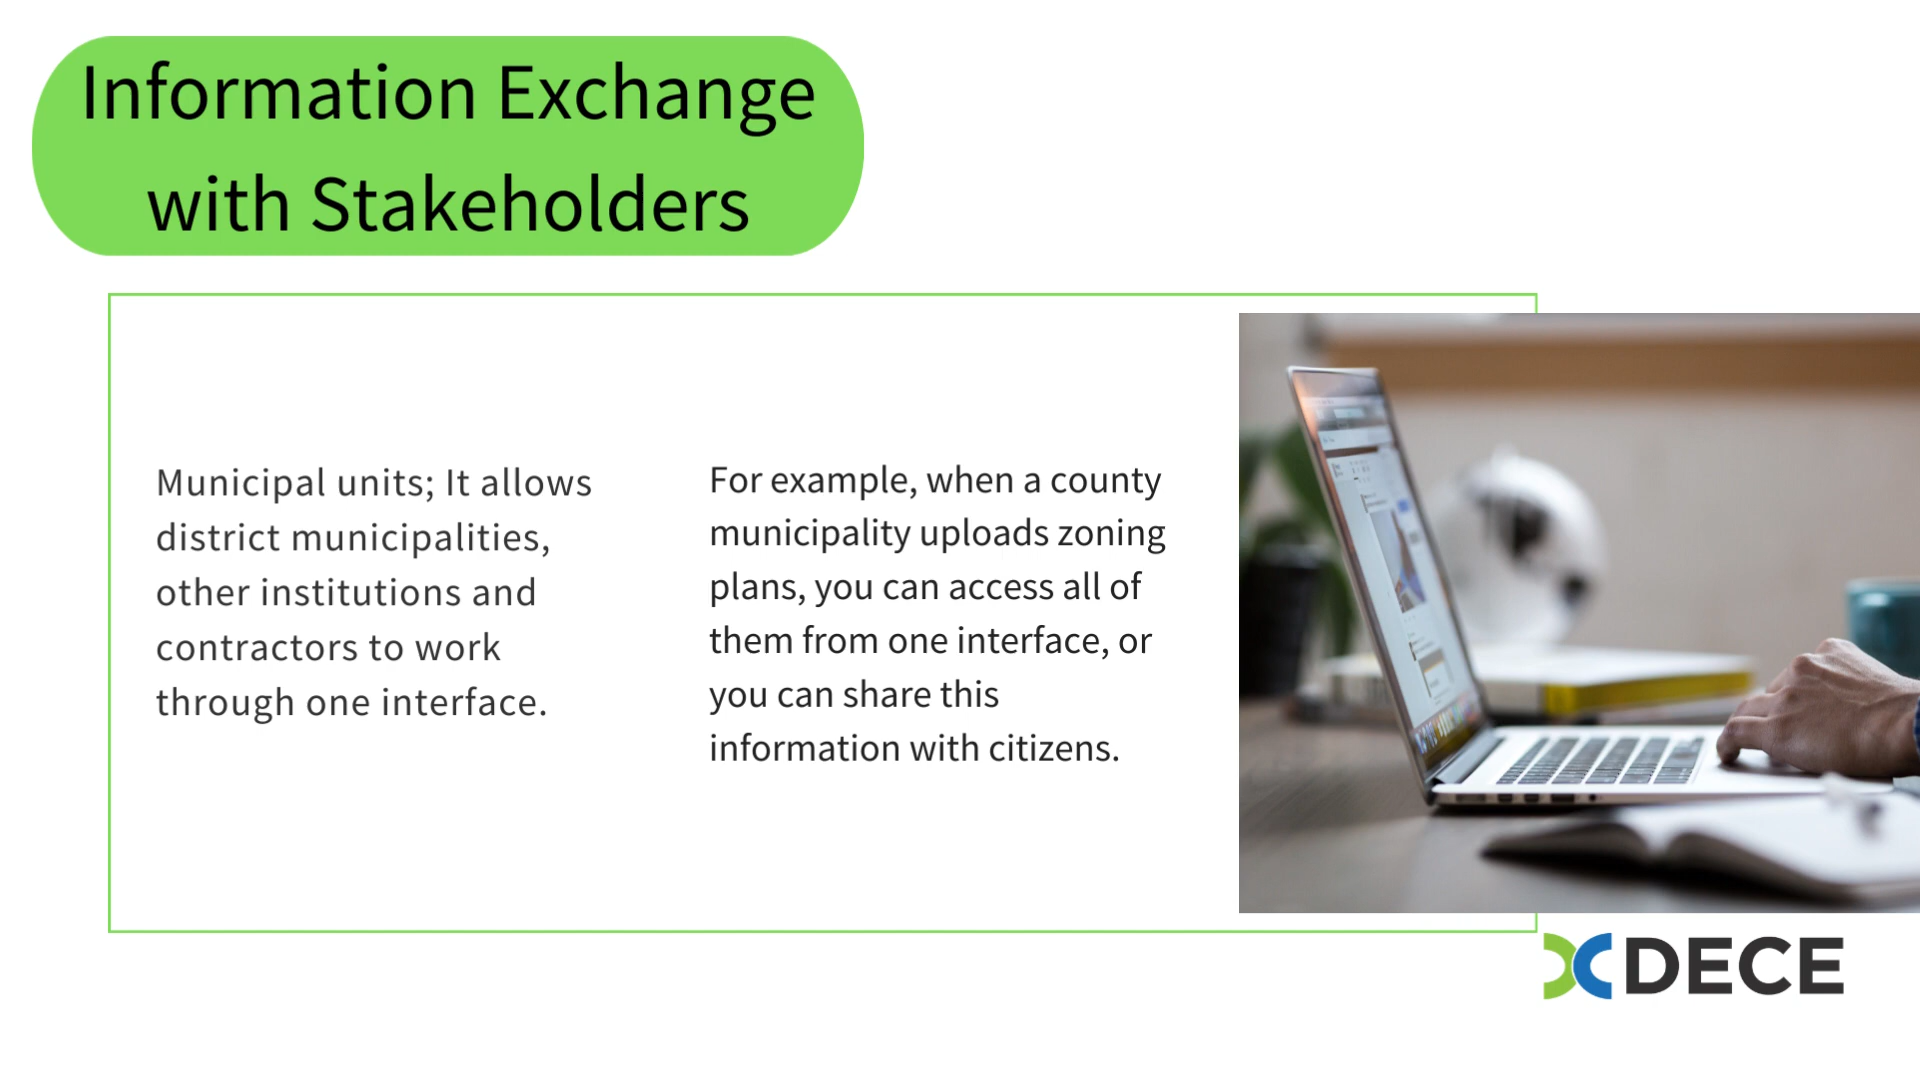 Information Exchange
with Stakeholders
Municipal units; It allows
district municipalities,
other institutions and
contractors to work
through one interface.
For example, when a county
municipality uploads zoning
plans, you can access all of
them from one interface, or
you can share this
information with citizens.
DECE